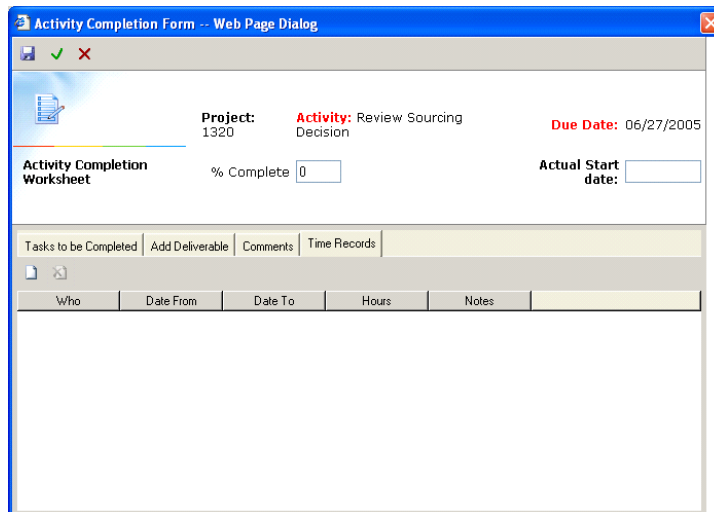 Activity Completion Form -- Web Page Dialog
Project: Activity: Review Sourcing
1320 Decision
Due Date: 06/27/2005
Activity Completion
Worksheet
% Complete 0
Actual Start
date:
Tasks to be Completed Add Deliverable Comments Time Records
Who Date From Date To Hours Notes